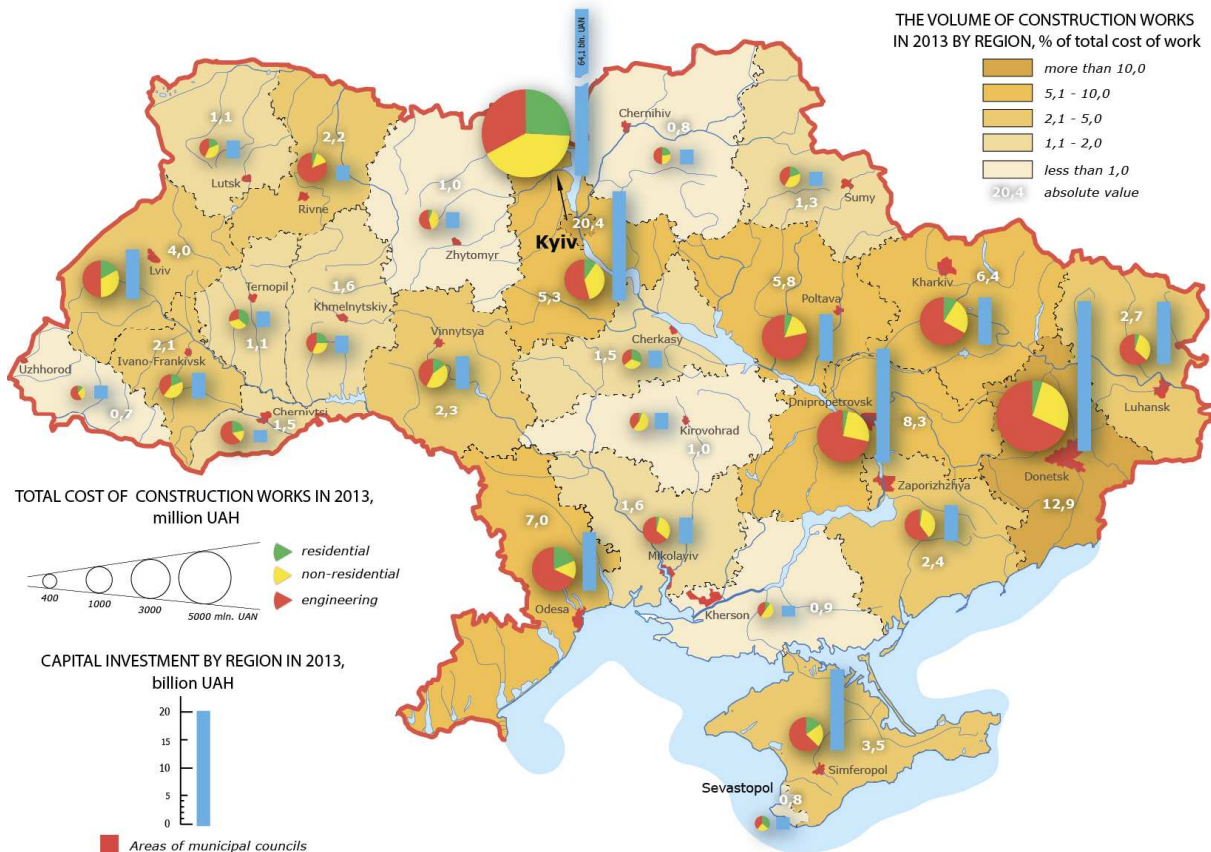 THE VOLUME OF CONSTRUCTION WORKS
IN 2013 BY REGION, % of total cost of work
more than 10,0
5,1 - 10,0
2,1 - 5,0
1,1 - 2,0
less than 1,0
20,4 absolute value
64,1 bln. UAN
Chernihiv
0,8
1,1
Lutsk
2,2
Rivne
1,0
Zhytomyr
1,3
Sumy
20,4
Kyiv
5,3
4,0
Lviv
Ternopil
1,1
1,6
Khmelnytskiy
Vinnytsya
2,3
5,8
Poltava
6,4
Kharkiv
2,7
Luhansk
Uzhhorod
0,7
2,1
Ivano-Frankivsk
Chernivtsi
1,5
Cherkasy
1,5
Kirovohrad
1,0
Dnipropetrovsk
8,3
Donetsk
12,9
Zaporizhzhya
2,4
7,0
Odesa
1,6
Mikolayiv
Kherson
0,9
3,5
Simferopol
Sevastopol
0,8
TOTAL COST OF CONSTRUCTION WORKS IN 2013,
million UAH
400
1000
3000
5000 mln. UAN
residential
non-residential
engineering
CAPITAL INVESTMENT BY REGION IN 2013,
billion UAH
20
15
10
5
0
Areas of municipal councils